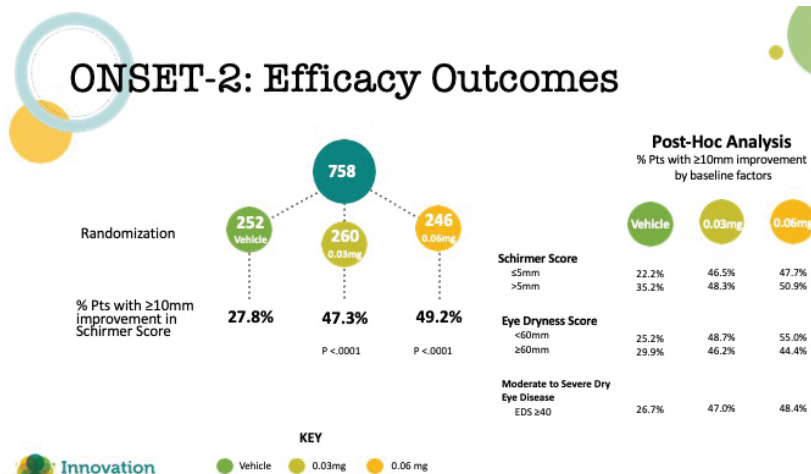 ONSET-2: Efficacy Outcomes
758
Randomization
252
Vehicle
260
0.03mg
246
0.06mg
% Pts with ≥10mm
improvement in
Schirmer Score
27.8%
47.3%
49.2%
P <.0001
P <.0001
Post-Hoc Analysis
% Pts with ≥10mm improvement
by baseline factors
Vehicle 0.03mg 0.06mg
Schirmer Score
≤5mm 22.2% 46.5% 47.7%
>5mm 35.2% 48.3% 50.9%
Eye Dryness Score
<60mm 25.2% 48.7% 55.0%
≥60mm 29.9% 46.2% 44.4%
Moderate to Severe Dry
Eye Disease
EDS ≥40 26.7% 47.0% 48.4%
KEY
Vehicle 0.03mg 0.06 mg
Innovation